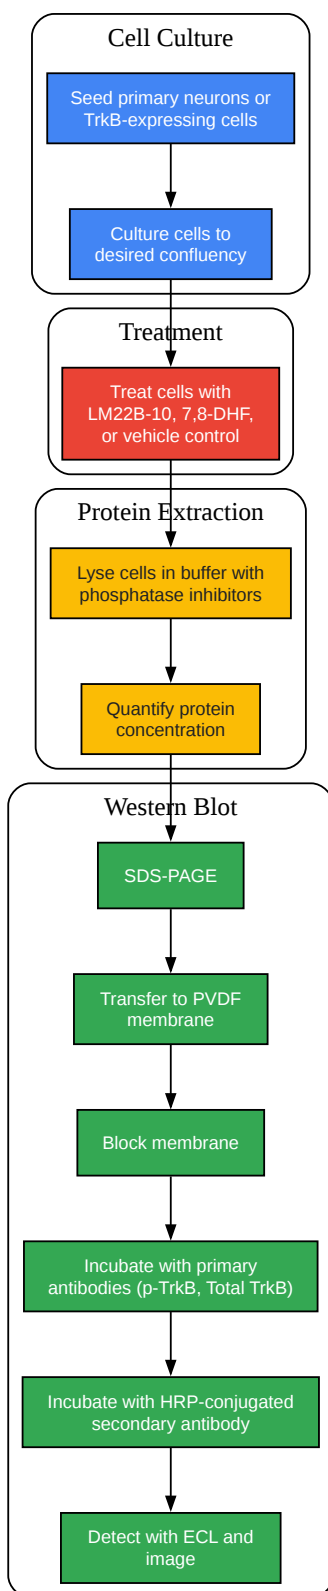 Cell Culture
Seed primary neurons or
TrkB-expressing cells
Culture cells to
desired confluency
Treatment
Treat cells with
LM22B-10, 7,8-DHF,
or vehicle control
Protein Extraction
Lyse cells in buffer with
phosphatase inhibitors
Quantify protein
concentration
Western Blot
SDS-PAGE
Transfer to PVDF
membrane
Block membrane
Incubate with primary
antibodies (p-TrkB, Total TrkB)
Incubate with HRP-conjugated
secondary antibody
Detect with ECL and
image